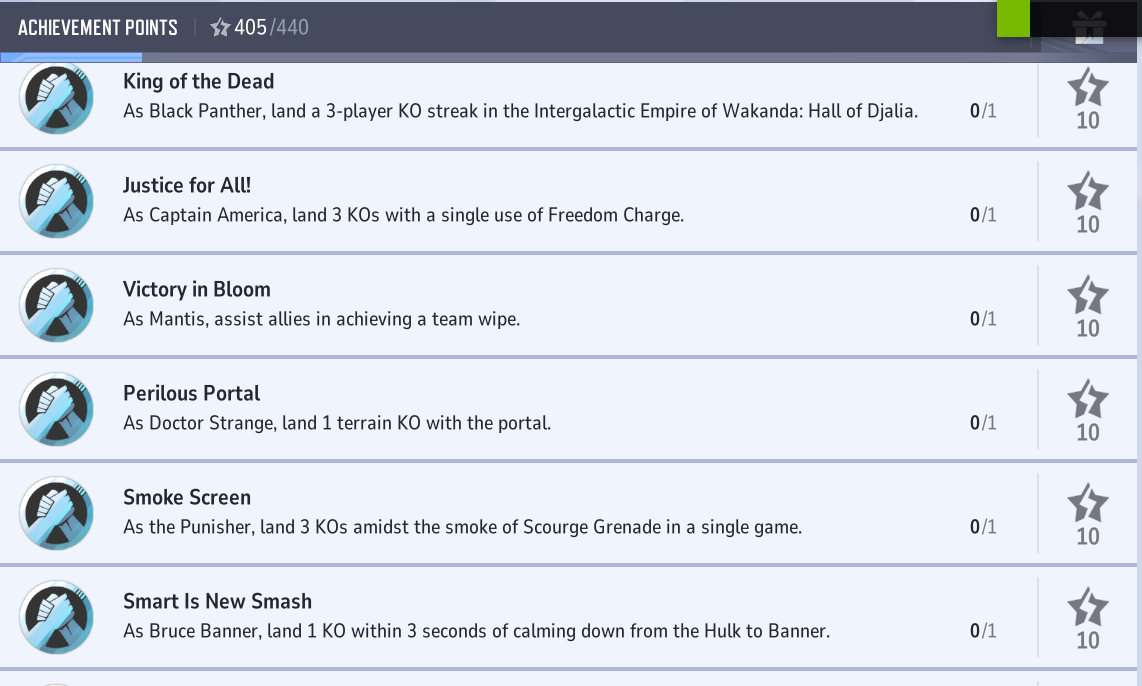 ACHIEVEMENT POINTS 405/440
King of the Dead
As Black Panther, land a 3-player KO streak in the Intergalactic Empire of Wakanda: Hall of Djalia. 0/1 10
Justice for All!
As Captain America, land 3 KOs with a single use of Freedom Charge. 0/1 10
Victory in Bloom
As Mantis, assist allies in achieving a team wipe. 0/1 10
Perilous Portal
As Doctor Strange, land 1 terrain KO with the portal. 0/1 10
Smoke Screen
As the Punisher, land 3 KOs amidst the smoke of Scourge Grenade in a single game. 0/1 10
Smart Is New Smash
As Bruce Banner, land 1 KO within 3 seconds of calming down from the Hulk to Banner. 0/1 10